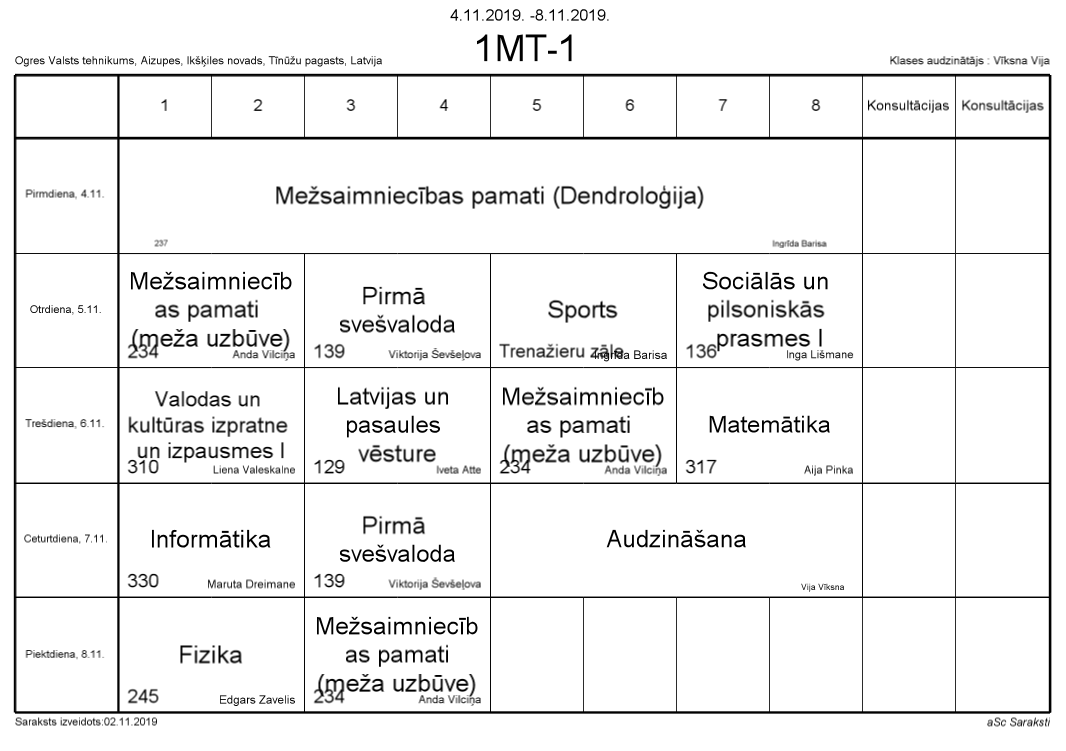 4.11.2019. -8.11.2019.
1MT-1
Ogres Valsts tehnikums, Aizupes, Ikšķiles novads, Tīnūžu pagasts, Latvija
Klases audzinātājs : Vīksna Vija
1 2 3 4 5 6 7 8 Konsultācijas Konsultācijas
Pirmdiena, 4.11.
Mežsaimniecības pamati (Dendroloģija)
237
Ingrīda Barisa
Otrdiena, 5.11.
Mežsaimniecīb
as pamati
(meža uzbūve)
234
Anda Vilciņa
Pirmā
svešvaloda
139
Viktorija Ševšeļova
Sports
Trenažieru zāle
Ingrīda Barisa
Sociālās un
pilsoniskās
prasmes I
136
Inga Lišmane
Trešdiena, 6.11.
Valodas un
kultūras izpratne
un izpausmes I
310
Liena Valeskalne
Latvijas un
pasaules
vēsture
129
Iveta Atte
Mežsaimniecīb
as pamati
(meža uzbūve)
234
Anda Vilciņa
Matemātika
317
Aija Pinka
Ceturtdiena, 7.11.
Informātika
330
Maruta Dreimane
Pirmā
svešvaloda
139
Viktorija Ševšeļova
Audzināšana
Vija Vīksna
Piektdiena, 8.11.
Fizika
245
Edgars Zavelis
Mežsaimniecīb
as pamati
(meža uzbūve)
234
Anda Vilciņa
Saraksts izveidots:02.11.2019
aSc Saraksti